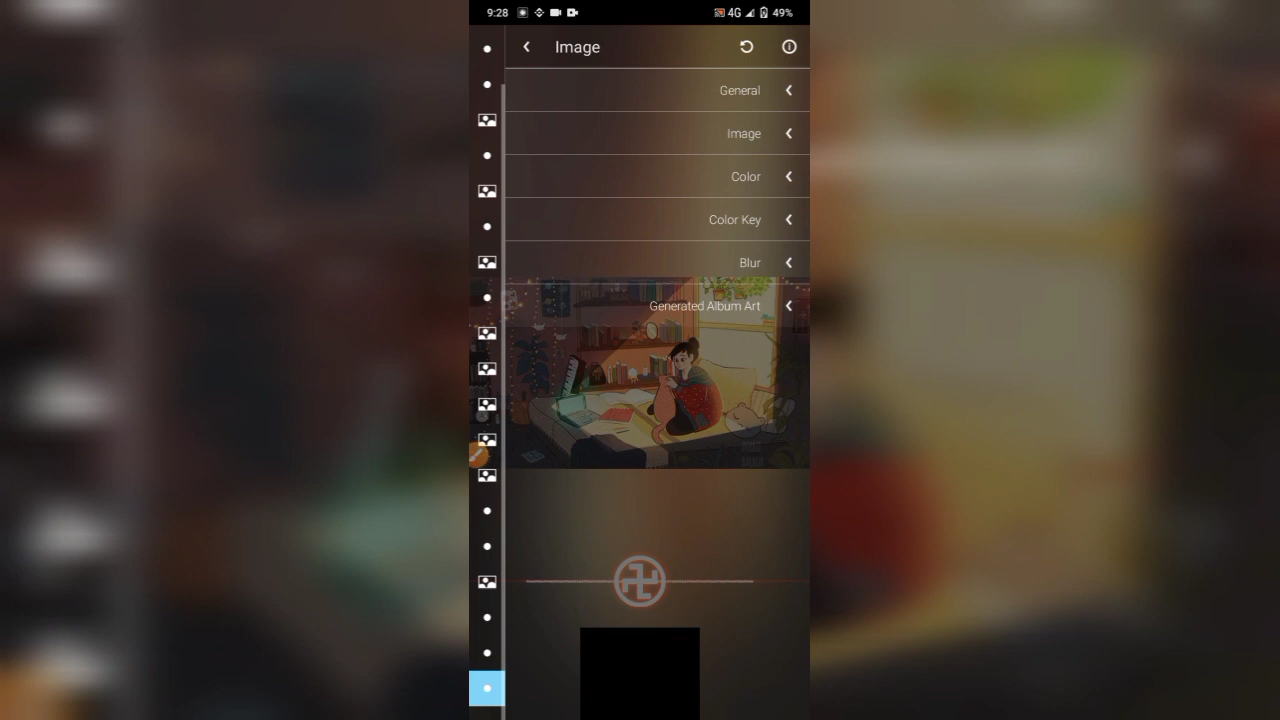 9:28 4G 49%
Image
General
Image
Color
Color Key
Blur
Generated Album Art